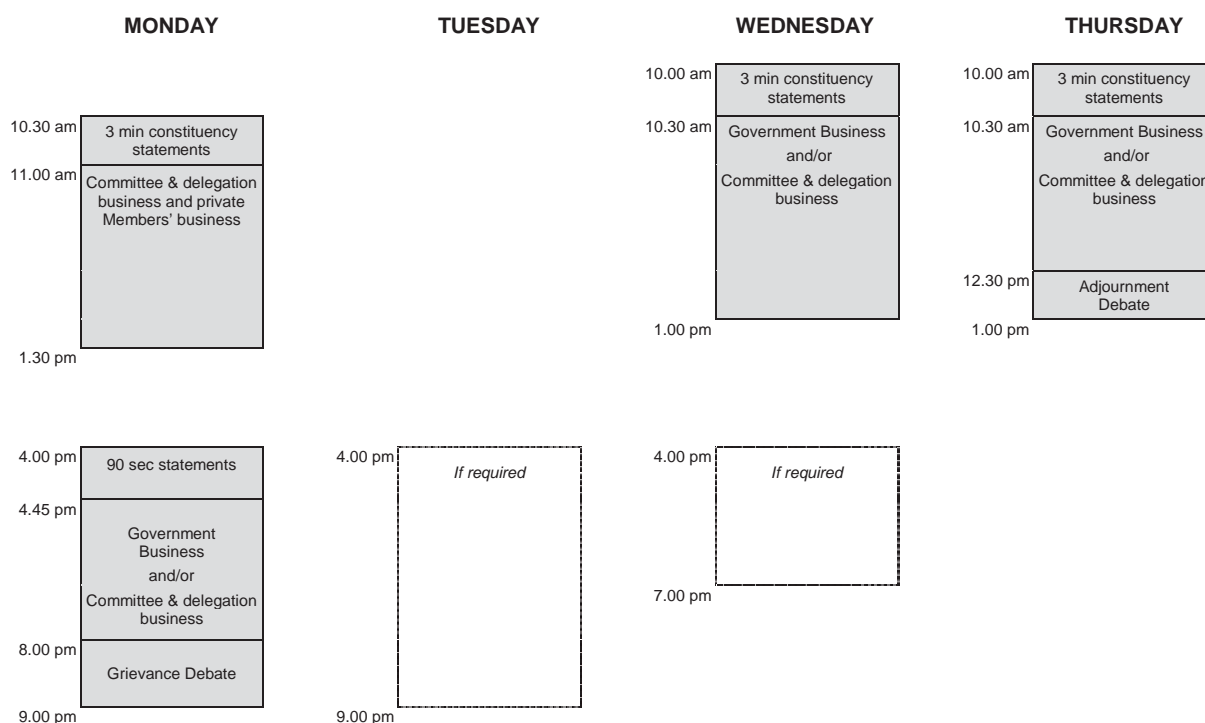 MONDAY
10.30 am
3 min constituency
statements
11.00 am
Committee & delegation
business and private
Members' business
1.30 pm
4.00 pm
90 sec statements
4.45 pm
Government
Business
and/or
Committee & delegation
business
8.00 pm
Grievance Debate
9.00 pm
TUESDAY
4.00 pm
If required
9.00 pm
WEDNESDAY
10.00 am
3 min constituency
statements
10.30 am
Government Business
and/or
Committee & delegation
business
1.00 pm
4.00 pm
If required
7.00 pm
THURSDAY
10.00 am
3 min constituency
statements
10.30 am
Government Business
and/or
Committee & delegation
business
12.30 pm
Adjournment
Debate
1.00 pm